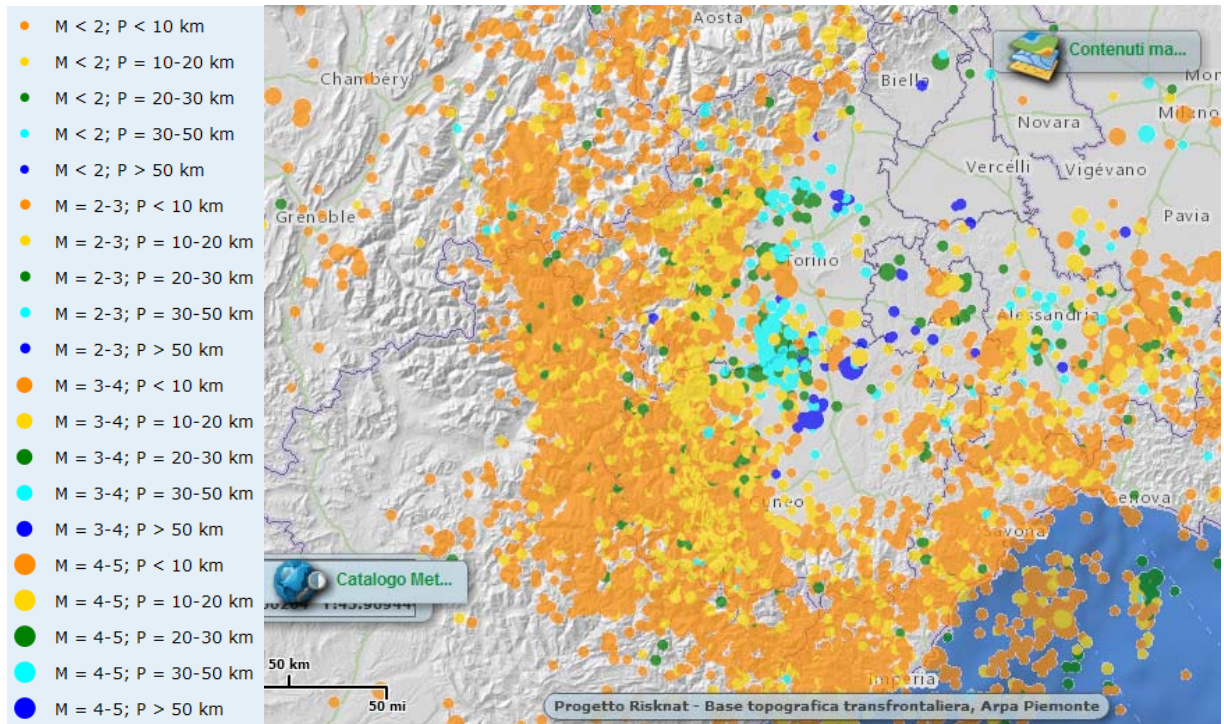 M < 2; P < 10 km
M < 2; P = 10-20 km
M < 2; P = 20-30 km
M < 2; P = 30-50 km
M < 2; P > 50 km
M = 2-3; P < 10 km
M = 2-3; P = 10-20 km
M = 2-3; P = 20-30 km
M = 2-3; P = 30-50 km
M = 2-3; P > 50 km
M = 3-4; P < 10 km
M = 3-4; P = 10-20 km
M = 3-4; P = 20-30 km
M = 3-4; P = 30-50 km
M = 3-4; P > 50 km
M = 4-5; P < 10 km
M = 4-5; P = 10-20 km
M = 4-5; P = 20-30 km
M = 4-5; P = 30-50 km
M = 4-5; P > 50 km
Aosta
Contenuti ma...
Chambéry
Biella
Mon
Milano
Novara
Vercelli
Vigévano
Grenoble
Pavia
Torino
Alessandria
Asti
Cuneo
Genova
Savona
Catalogo Met...
50 km
Imperia
50 mi
Progetto Risknat - Base topografica transfrontaliera, Arpa Piemonte